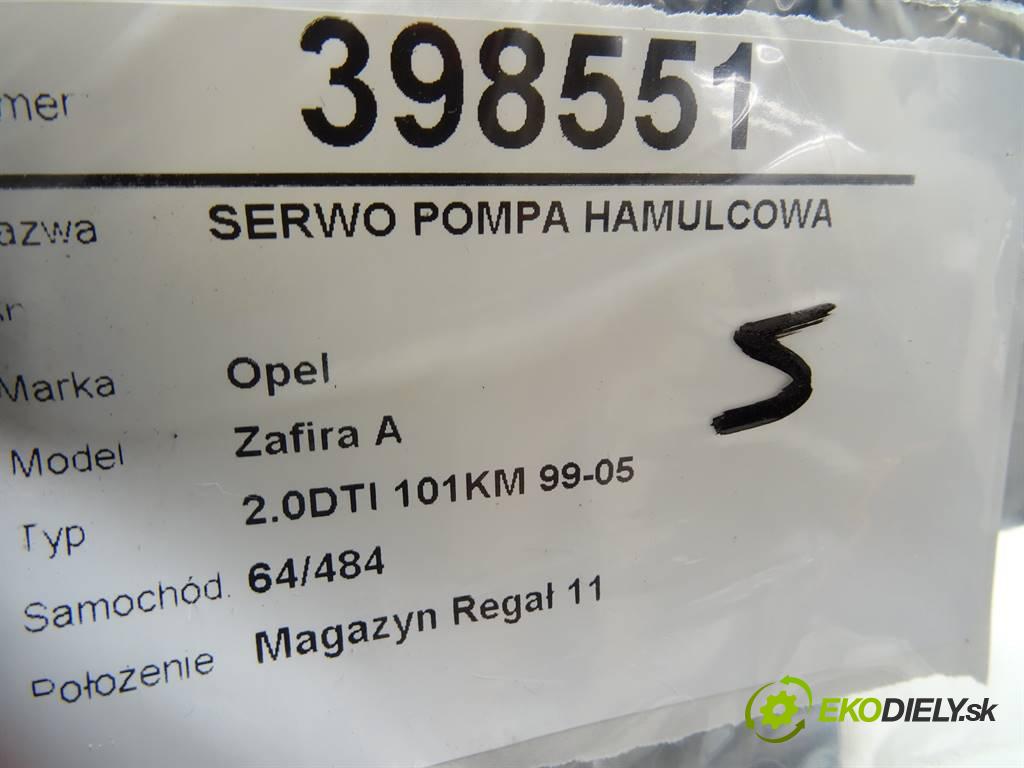 mer 398551
azwa SERWO POMPA HAMULCOWA
Marka Opel
S
Model Zafira A
Typ 2.0DTI 101KM 99-05
Samochód. 64/484
Położenie Magazyn Regał 11
EKODIELY.sk